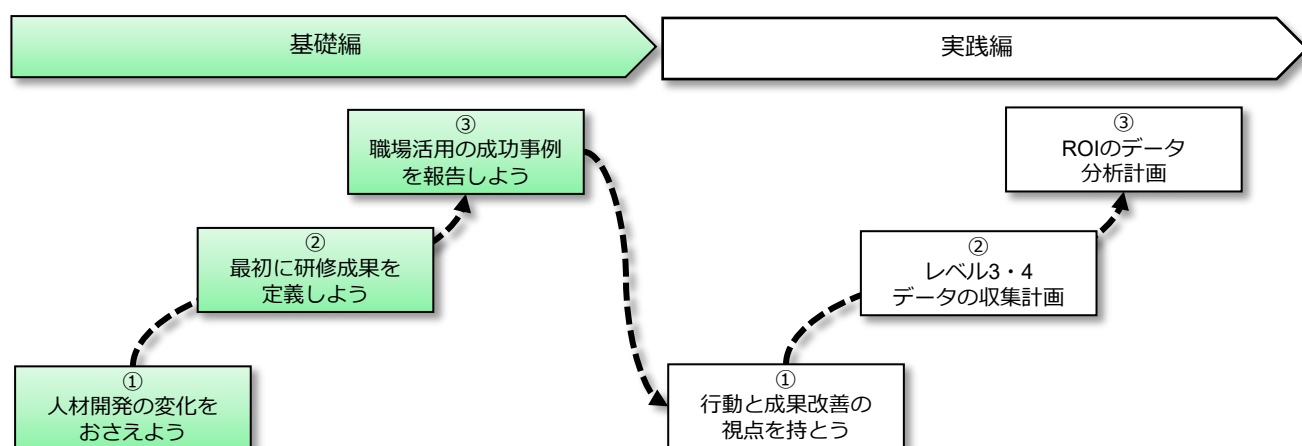 基礎編
実践編
①
人材開発の変化を
おさえよう
②
最初に研修成果を
定義しよう
③
職場活用の成功事例
を報告しよう
①
行動と成果改善の
視点を持とう
②
レベル3・4
データの収集計画
③
ROIのデータ
分析計画